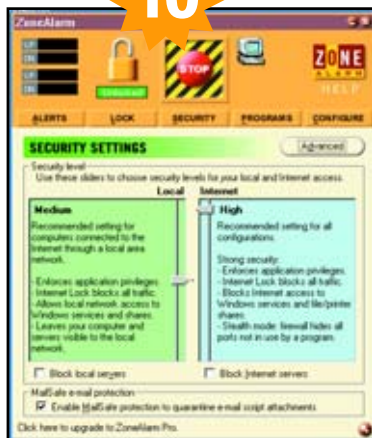 10
ZoneAlarm
UP
DN
UP
DN
Unlocked
STOP
ZONE
ALARM
HELP
ALERTS LOCK SECURITY PROGRAMS CONFIGURE
SECURITY SETTINGS
Advanced
Security level
Use these sliders to choose security levels for your local and Internet access.
Local Internet
Medium
Recommended setting for
computers connected to the
Internet through a local area
network.
- Enforces application privileges.
- Internet Lock blocks all traffic.
- Allows local network access to
Windows services and shares.
- Leaves your computer and
servers visible to the local
network.
High
Recommended setting for all
configurations.
Strong security:
- Enforces application privileges.
- Internet Lock blocks all traffic.
- Blocks Internet access to
Windows services and file/printer
shares.
- Stealth mode: firewall hides all
ports not in use by a program.
Block local servers
Block Internet servers
MailSafe e-mail protection
Enable MailSafe protection to quarantine e-mail script attachments
Click here to upgrade to ZoneAlarm Pro.